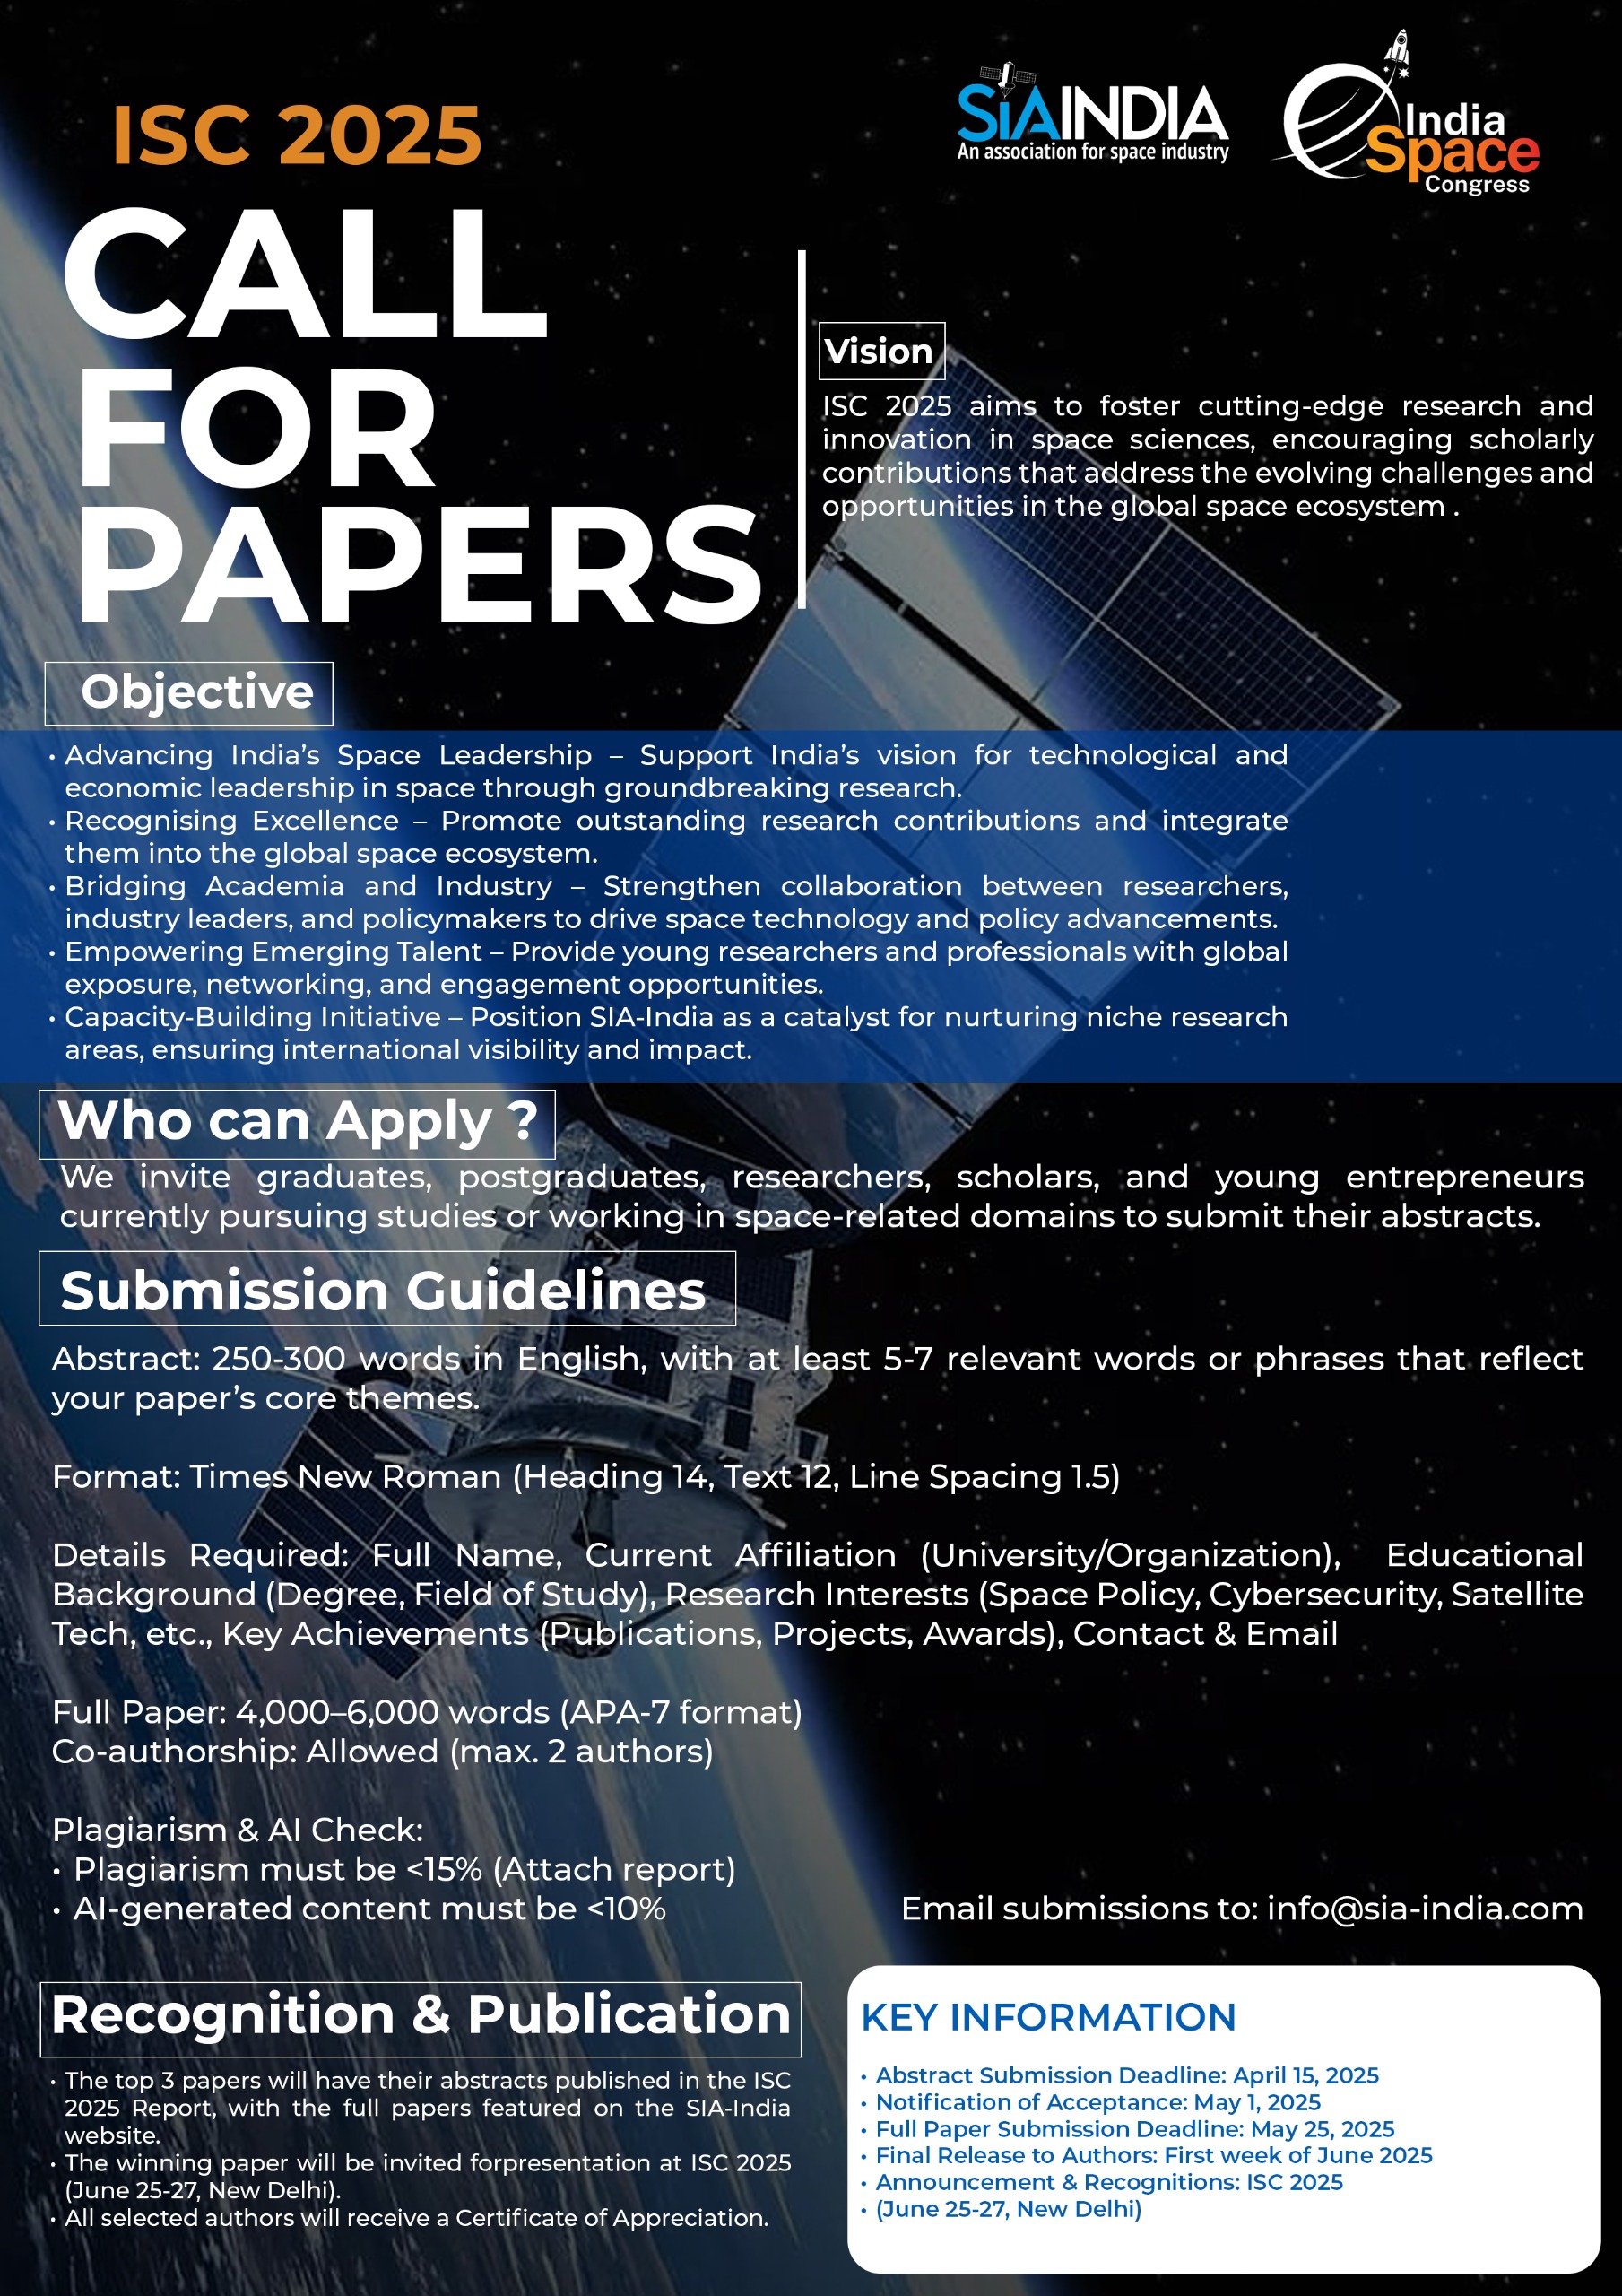 ISC 2025
SiAINDIA
An association for space industry
India
Space
Congress
CALL
FOR
PAPERS
Vision
ISC 2025 aims to foster cutting-edge research and
innovation in space sciences, encouraging scholarly
contributions that address the evolving challenges and
opportunities in the global space ecosystem .
Objective
• Advancing India’s Space Leadership – Support India’s vision for technological and
economic leadership in space through groundbreaking research.
• Recognising Excellence – Promote outstanding research contributions and integrate
them into the global space ecosystem.
• Bridging Academia and Industry – Strengthen collaboration between researchers,
industry leaders, and policymakers to drive space technology and policy advancements.
• Empowering Emerging Talent – Provide young researchers and professionals with global
exposure, networking, and engagement opportunities.
• Capacity-Building Initiative – Position SIA-India as a catalyst for nurturing niche research
areas, ensuring international visibility and impact.
Who can Apply ?
We invite graduates, postgraduates, researchers, scholars, and young entrepreneurs
currently pursuing studies or working in space-related domains to submit their abstracts.
Submission Guidelines
Abstract: 250-300 words in English, with at least 5-7 relevant words or phrases that reflect
your paper’s core themes.
Format: Times New Roman (Heading 14, Text 12, Line Spacing 1.5)
Details Required: Full Name, Current Affiliation (University/Organization), Educational
Background (Degree, Field of Study), Research Interests (Space Policy, Cybersecurity, Satellite
Tech, etc., Key Achievements (Publications, Projects, Awards), Contact & Email
Full Paper: 4,000–6,000 words (APA-7 format)
Co-authorship: Allowed (max. 2 authors)
Plagiarism & AI Check:
• Plagiarism must be <15% (Attach report)
• AI-generated content must be <10%
Email submissions to: info@sia-india.com
Recognition & Publication
• The top 3 papers will have their abstracts published in the ISC
2025 Report, with the full papers featured on the SIA-India
website.
• The winning paper will be invited forpresentation at ISC 2025
(June 25-27, New Delhi).
• All selected authors will receive a Certificate of Appreciation.
KEY INFORMATION
• Abstract Submission Deadline: April 15, 2025
• Notification of Acceptance: May 1, 2025
• Full Paper Submission Deadline: May 25, 2025
• Final Release to Authors: First week of June 2025
• Announcement & Recognitions: ISC 2025
• (June 25-27, New Delhi)